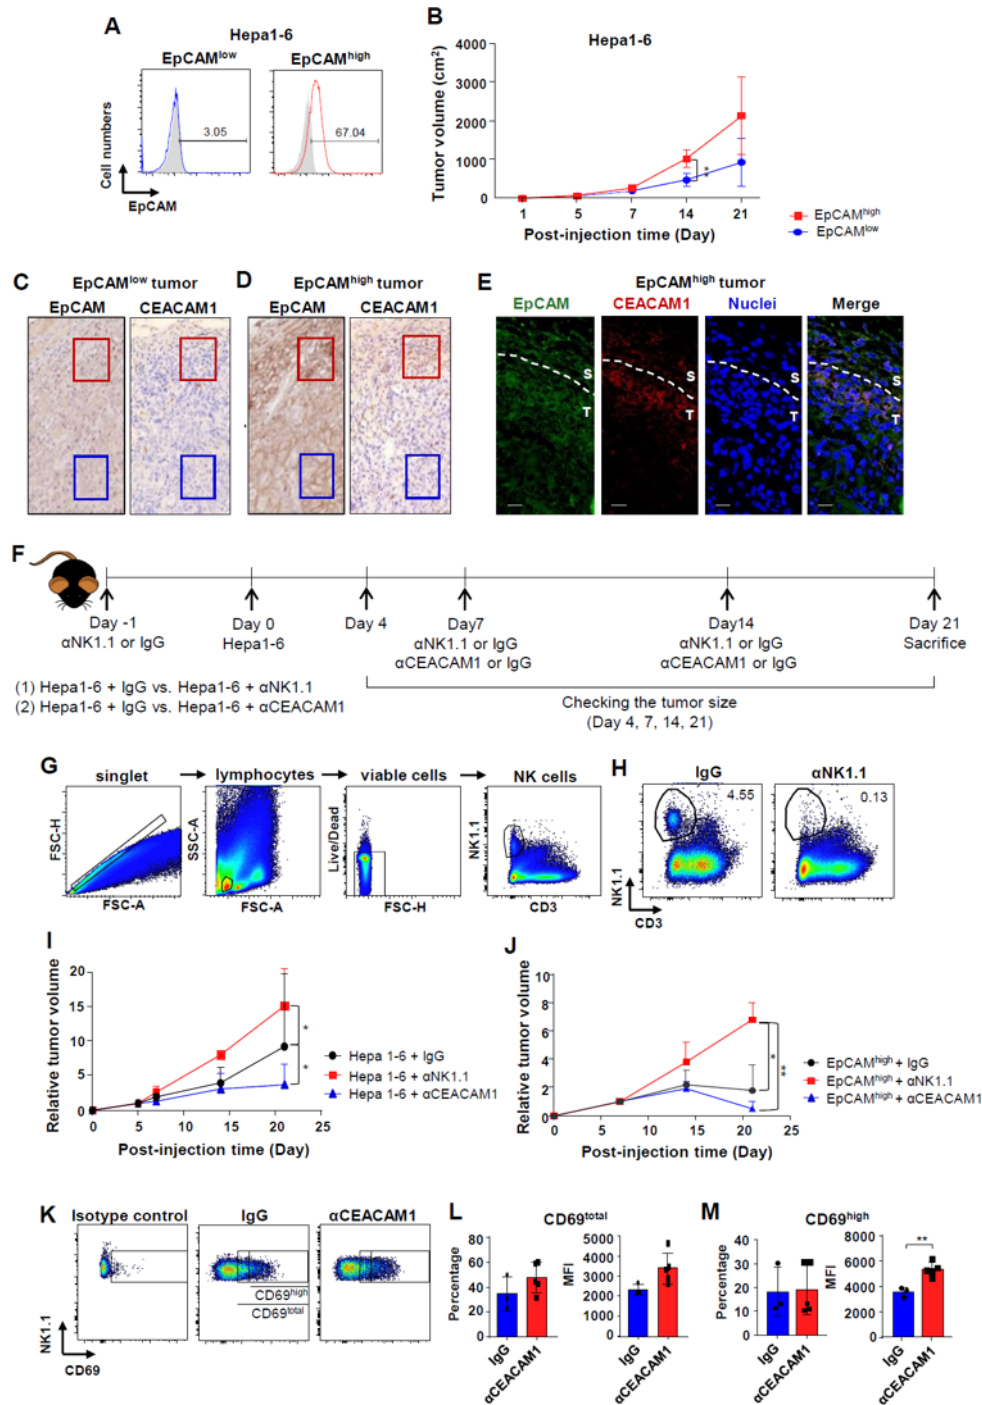 A
Hepa1-6
EpCAMlow
EpCAMhigh
Cell numbers
3.05
67.04
EpCAM
B
Hepa1-6
Tumor volume (cm2)
4000
3000
2000
1000
0
1 5 7 14 21
**
Post-injection time (Day)
EpCAMhigh
EpCAMlow
C
EpCAMlow tumor
EpCAM
CEACAM1
D
EpCAMhigh tumor
EpCAM
CEACAM1
E
EpCAMhigh tumor
EpCAM
CEACAM1
Nuclei
Merge
S
T
S
T
S
T
S
T
F
Day -1
αNK1.1 or IgG
Day 0
Hepa1-6
Day 4
Day7
αNK1.1 or IgG
αCEACAM1 or IgG
Day14
αNK1.1 or IgG
αCEACAM1 or IgG
Day 21
Sacrifice
(1) Hepa1-6 + IgG vs. Hepa1-6 + αNK1.1
(2) Hepa1-6 + IgG vs. Hepa1-6 + αCEACAM1
Checking the tumor size
(Day 4, 7, 14, 21)
G
singlet
lymphocytes
viable cells
NK cells
FSC-H
FSC-A
SSC-A
FSC-A
Live/Dead
FSC-H
NK1.1
CD3
H
IgG
αNK1.1
4.55
0.13
NK1.1
CD3
I
Relative tumor volume
20
15
10
5
0
0 5 10 15 20 25
*
*
Post-injection time (Day)
Hepa 1-6 + IgG
Hepa 1-6 + αNK1.1
Hepa 1-6 + αCEACAM1
J
Relative tumor volume
10
8
6
4
2
0
0 5 10 15 20 25
*
**
Post-injection time (Day)
EpCAMhigh + IgG
EpCAMhigh + αNK1.1
EpCAMhigh + αCEACAM1
K
Isotype control
IgG
αCEACAM1
CD69high
CD69total
NK1.1
CD69
L
CD69total
Percentage
80
60
40
20
0
IgG
αCEACAM1
MFI
5000
4000
3000
2000
1000
0
IgG
αCEACAM1
M
CD69high
Percentage
40
30
20
10
0
IgG
αCEACAM1
MFI
8000
6000
4000
2000
0
**
IgG
αCEACAM1